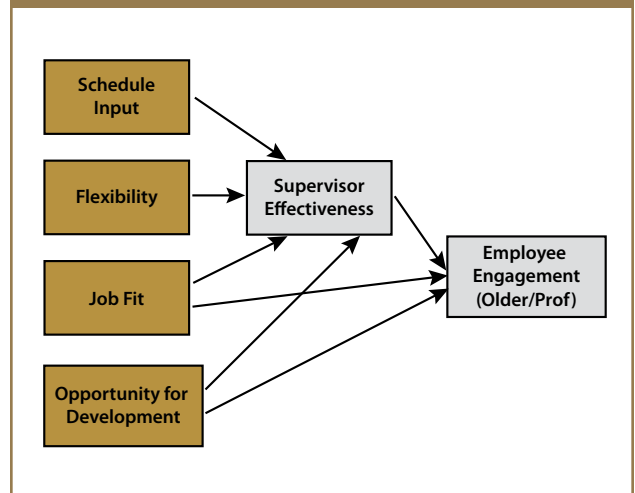 Schedule
Input
Flexibility
Supervisor
Effectiveness
Job Fit
Employee
Engagement
(Older/Prof)
Opportunity for
Development